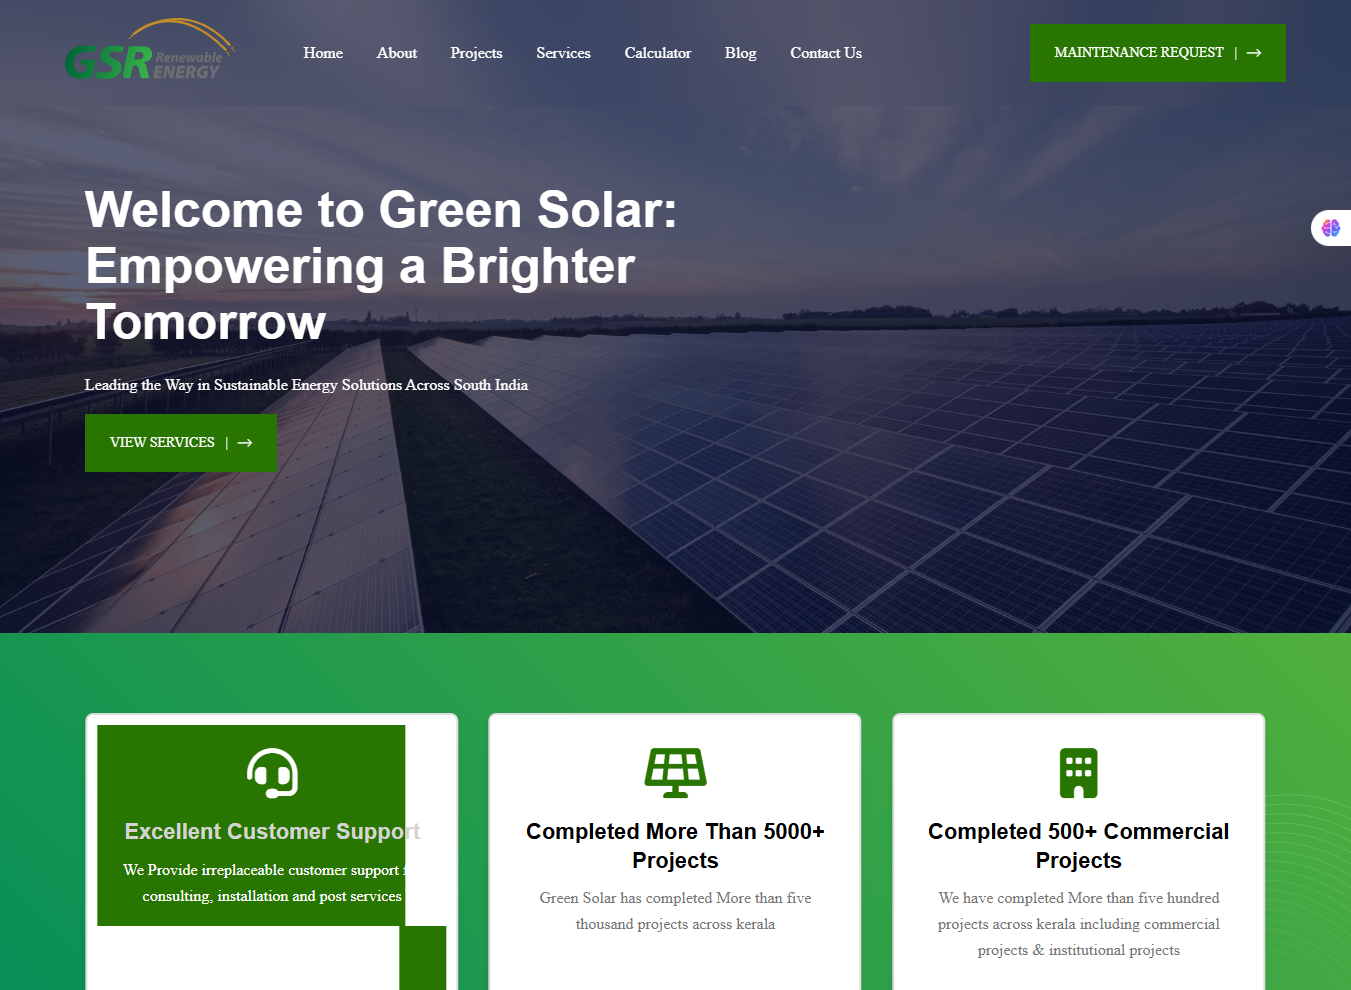 GSR Renewable ENERGY
Home About Projects Services Calculator Blog Contact Us
MAINTENANCE REQUEST | →
Welcome to Green Solar:
Empowering a Brighter
Tomorrow
Leading the Way in Sustainable Energy Solutions Across South India
VIEW SERVICES | →
Excellent Customer Support
We Provide irreplaceable customer support
consulting, installation and post services
Completed More Than 5000+
Projects
Green Solar has completed More than five
thousand projects across kerala
Completed 500+ Commercial
Projects
We have completed More than five hundred
projects across kerala including commercial
projects & institutional projects